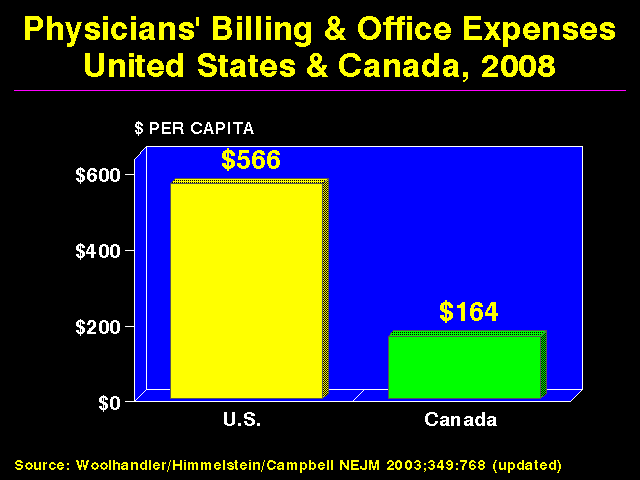 Physicians' Billing & Office Expenses
United States & Canada, 2008
$ PER CAPITA
$566
$600
$400
$164
$200
$0
U.S.
Canada
Source: Woolhandler/Himmelstein/Campbell NEJM 2003;349:768 (updated)